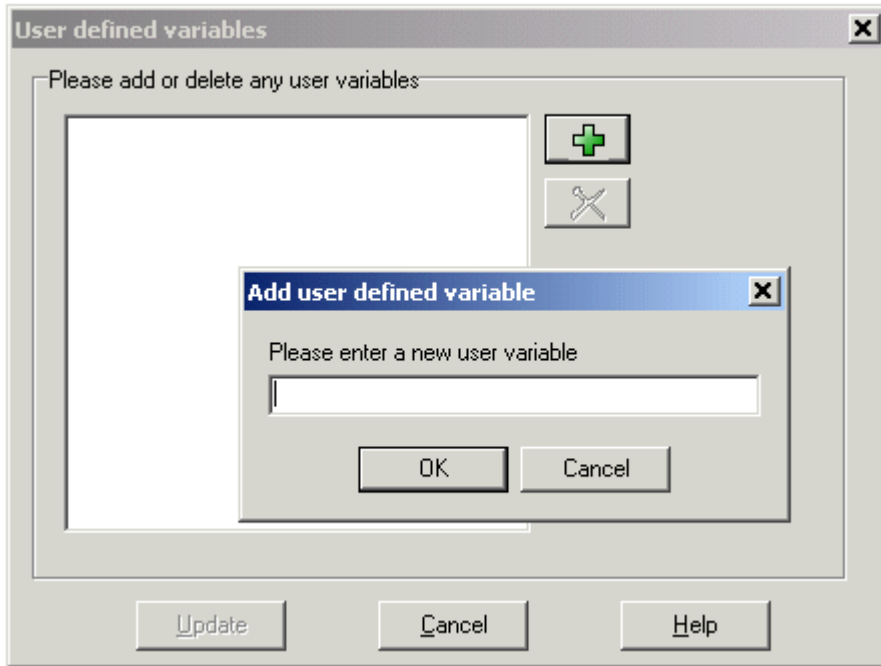 User defined variables
Please add or delete any user variables
Add user defined variable
Please enter a new user variable
OK Cancel
Update Cancel Help